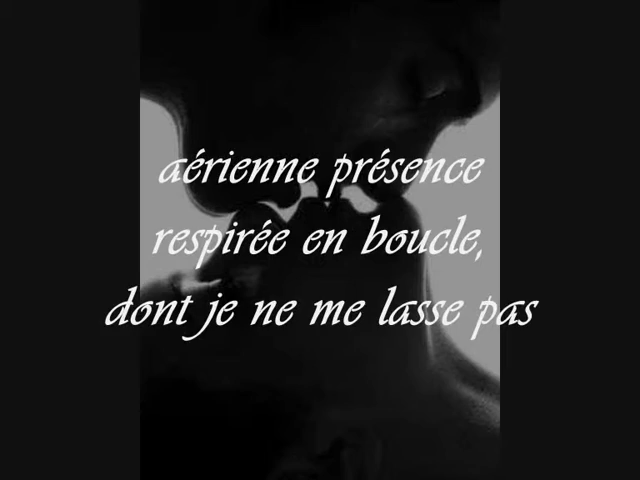 aérienne présence
respirée en boucle,
dont je ne me lasse pas